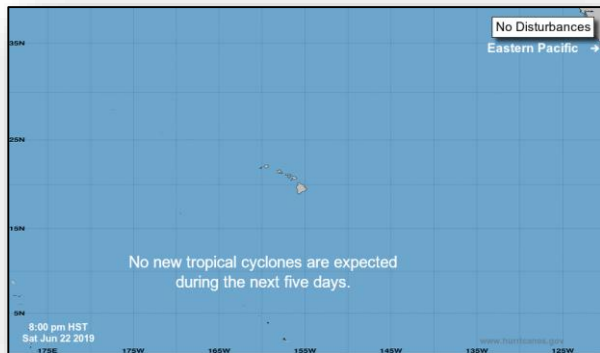 No Disturbances
35N
Eastern Pacific →
25N
15N
No new tropical cyclones are expected
during the next five days.
5N
8:00 pm HST
Sat Jun 22 2019
www.hurricanes.gov
175E 175W 165W 155W 145W 135W 125W